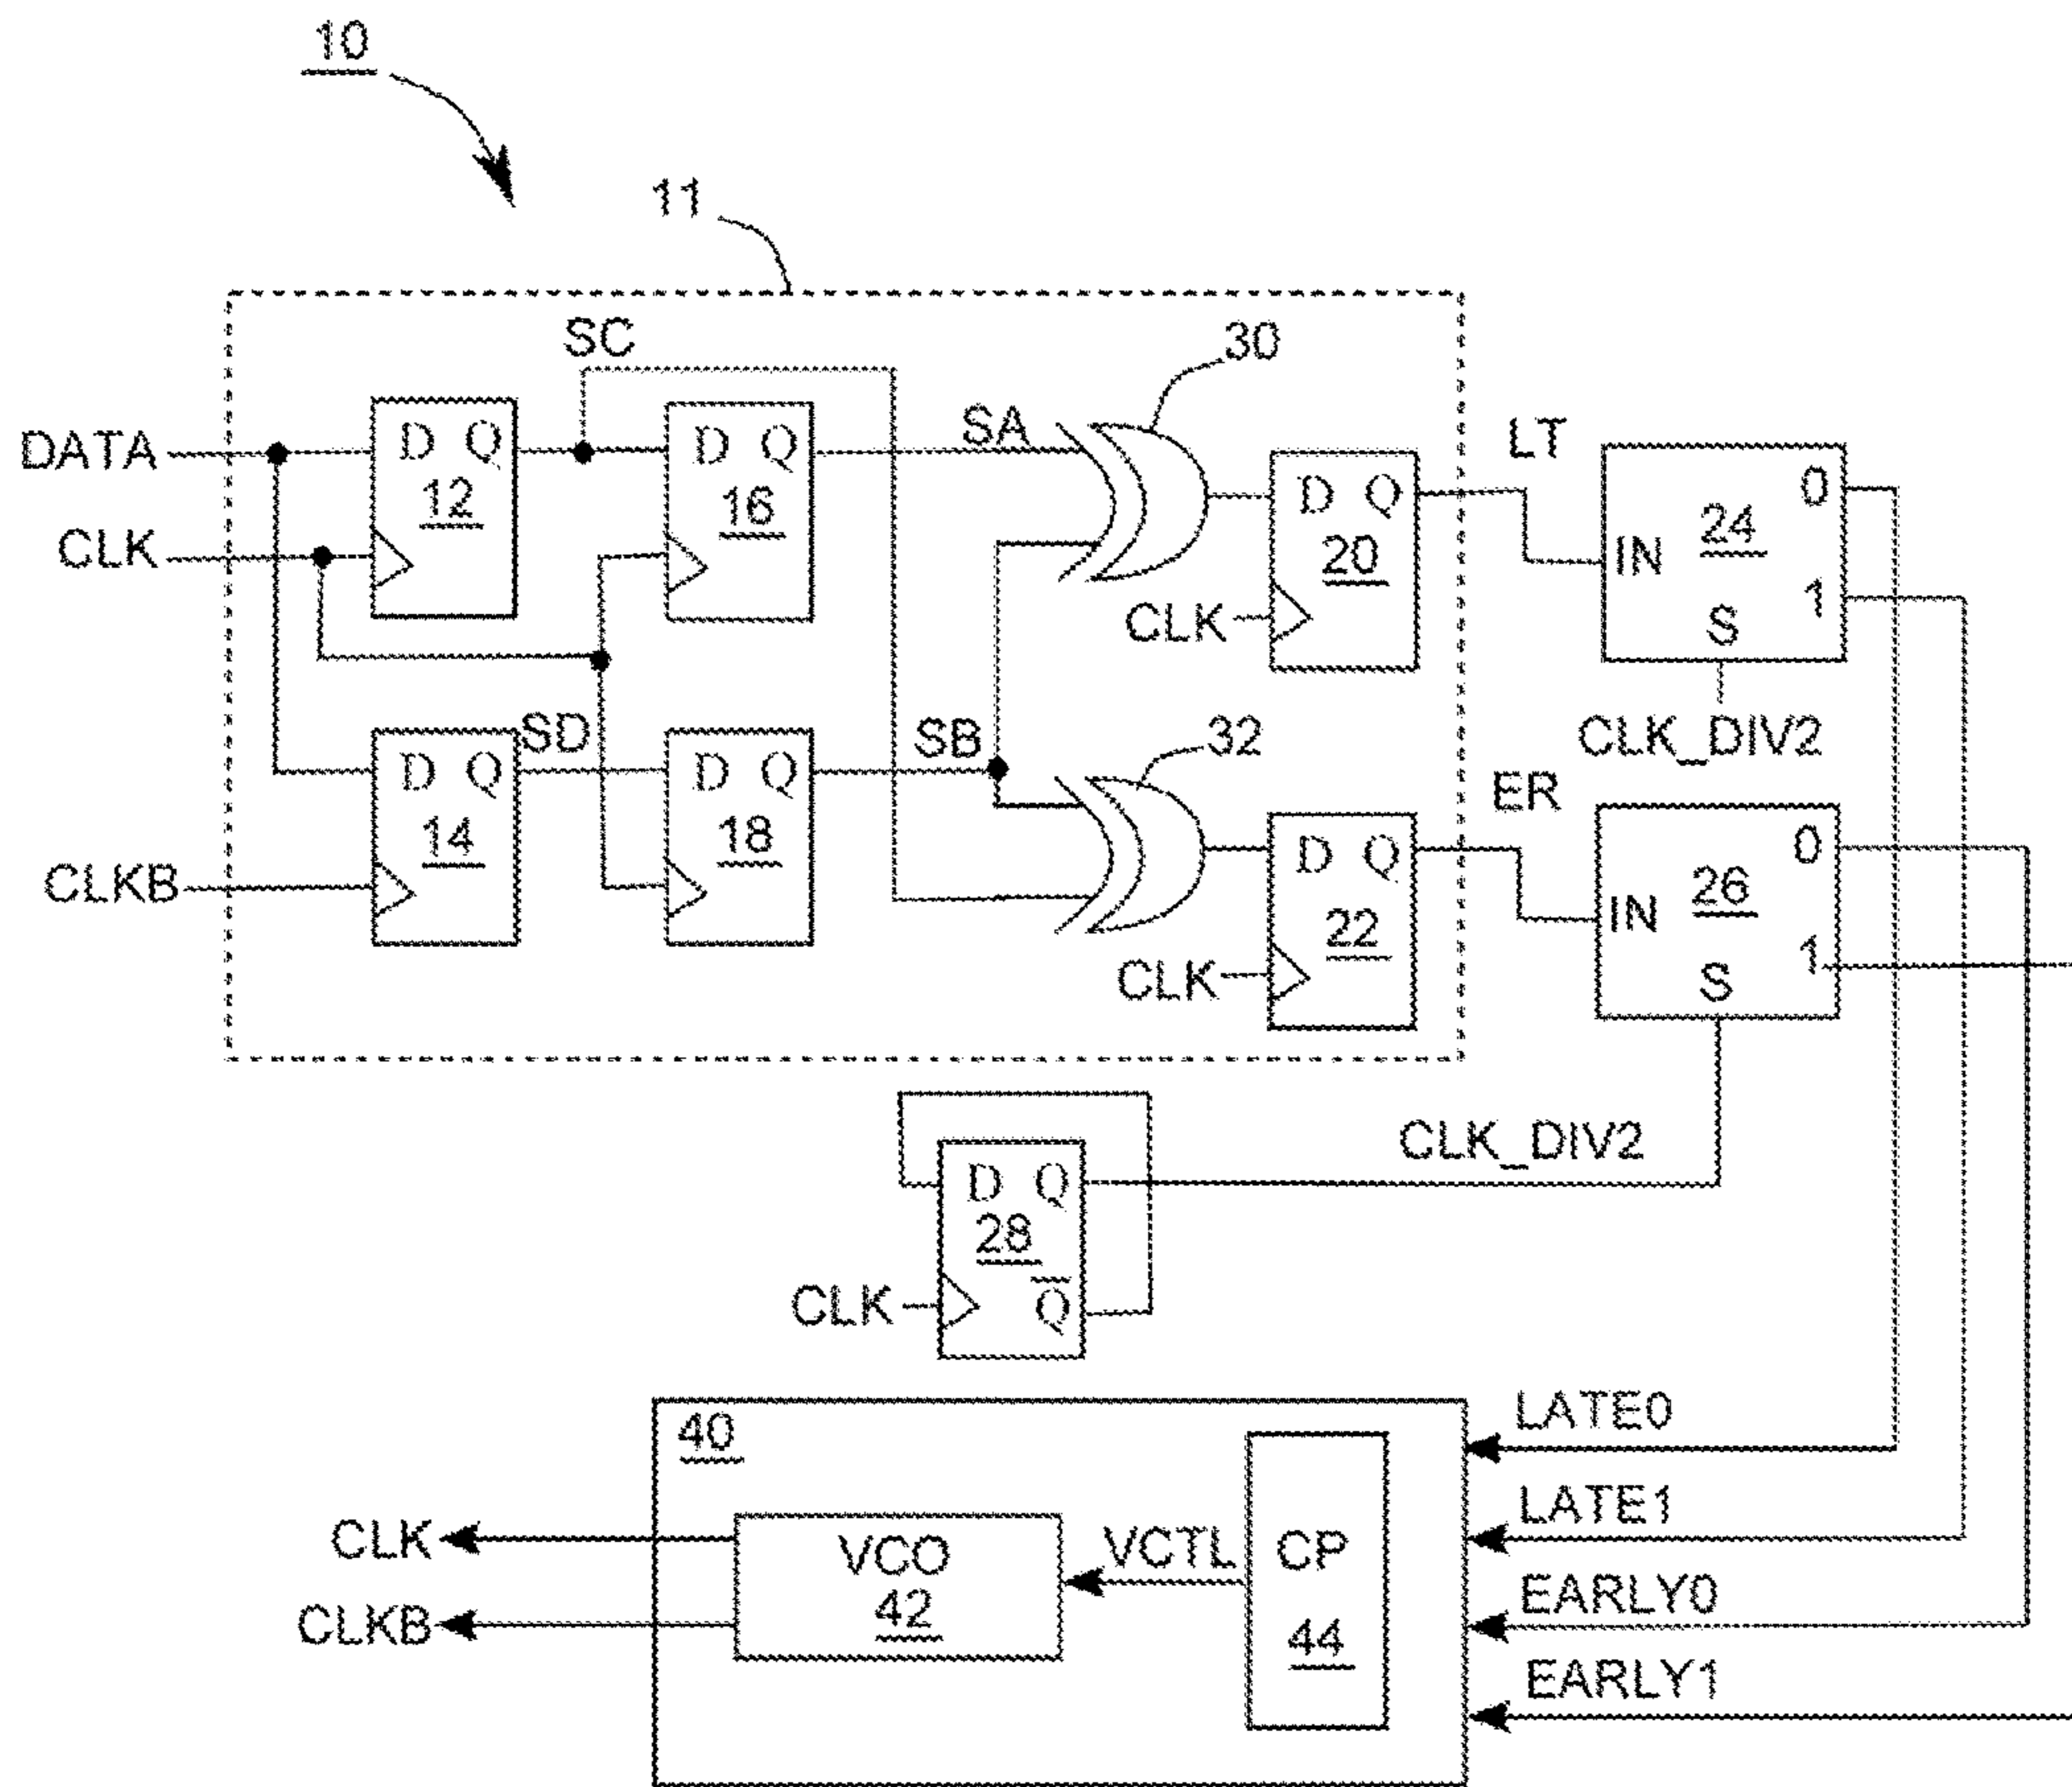 10
11
SC
30
DATA
D Q
12
D Q
16
SA
D Q
20
LT
0
24
IN
1
S
CLK
CLK
CLK_DIV2
SD
SB
32
D Q
14
D Q
18
D Q
22
ER
0
26
IN
1
S
CLKB
CLK
CLK_DIV2
D Q
28
CLK
Q
40
LATE0
LATE1
CLK
VCO
42
VCTL
CP
44
EARLY0
CLKB
EARLY1